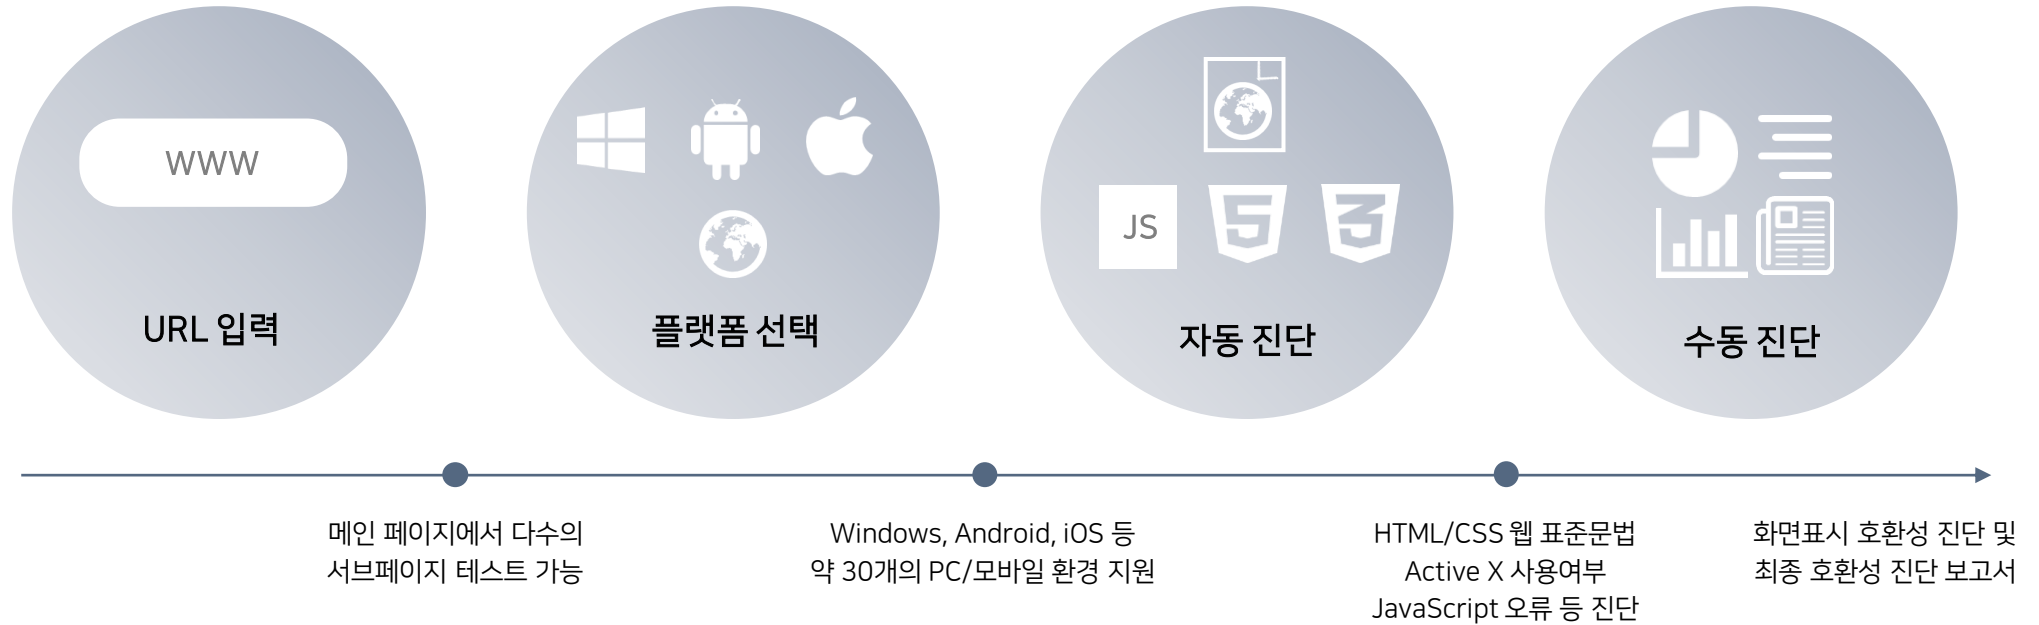 WWW
URL 입력
플랫폼 선택
JS
자동 진단
수동 진단
메인 페이지에서 다수의
서브페이지 테스트 가능
Windows, Android, iOS 등
약 30개의 PC/모바일 환경 지원
HTML/CSS 웹 표준문법
Active X 사용여부
JavaScript 오류 등 진단
화면표시 호환성 진단 및
최종 호환성 진단 보고서